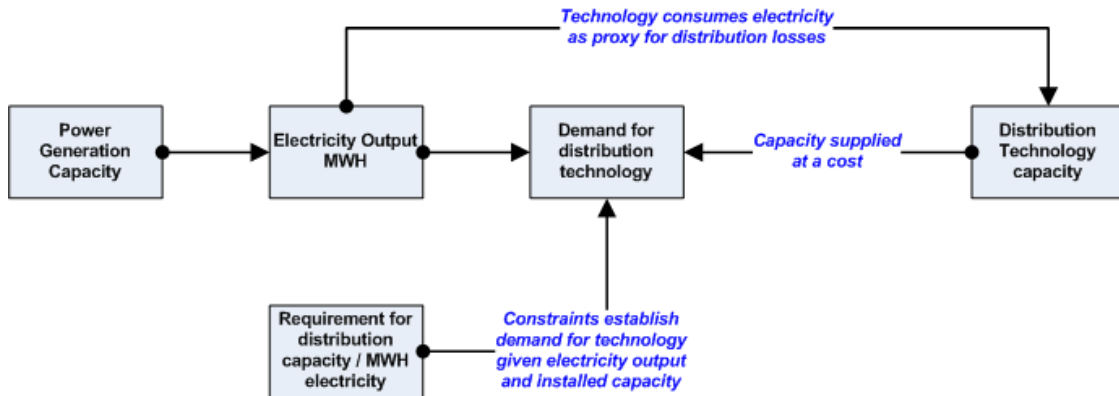 Technology consumes electricity
as proxy for distribution losses
Power
Generation
Capacity
Electricity Output
MWH
Demand for
distribution
technology
Capacity supplied
at a cost
Distribution
Technology
capacity
Requirement for
distribution
capacity / MWH
electricity
Constraints establish
demand for technology
given electricity output
and installed capacity